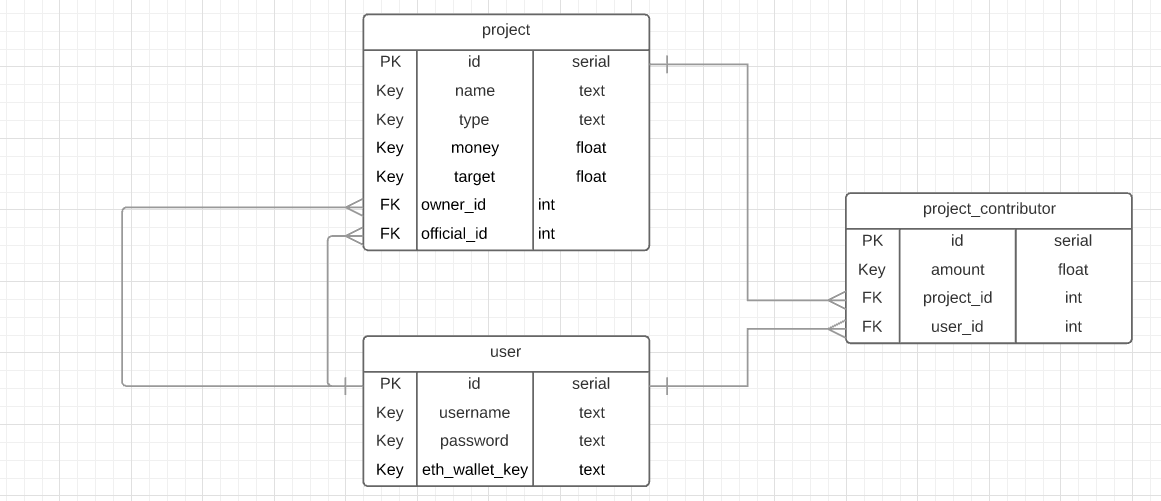 project
PK id serial
Key name text
Key type text
Key money float
Key target float
FK owner_id int
FK official_id int
project_contributor
PK id serial
Key amount float
FK project_id int
FK user_id int
user
PK id serial
Key username text
Key password text
Key eth_wallet_key text